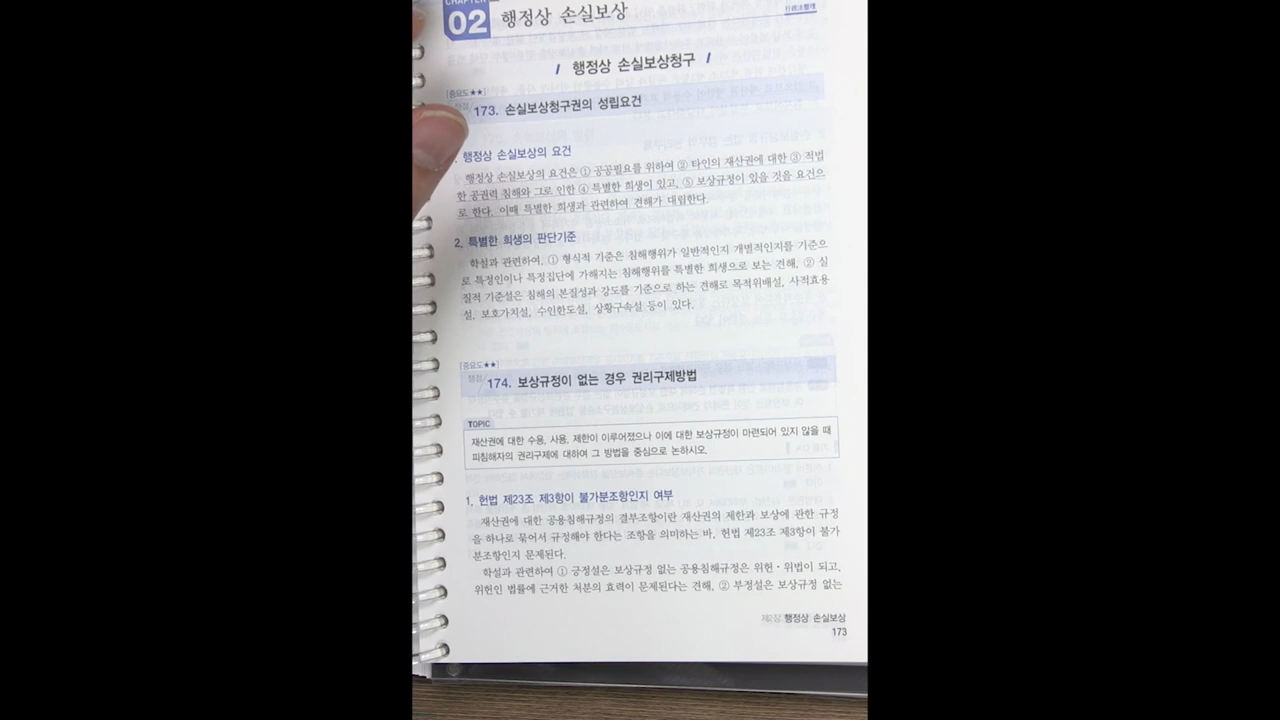 CHAPTER
02 행정상 손실보상
行政法整理
행정상 손실보상청구
[중요도★★]
쟁점 173. 손실보상청구권의 성립요건
행정상 손실보상의 요건
행정상 손실보상의 요건은 ① 공공필요를 위하여 ② 타인의 재산권에 대한 ③ 적법
한 공권력 침해와 그로 인한 ④ 특별한 희생이 있고, ⑤ 보상규정이 있을 것을 요건으
로 한다. 이때 특별한 희생과 관련하여 견해가 대립한다.
2. 특별한 희생의 판단기준
학설과 관련하여, ① 형식적 기준은 침해행위가 일반적인지 개별적인지를 기준으
로 특정인이나 특정집단에 가해지는 침해행위를 특별한 희생으로 보는 견해, ② 실
질적 기준설은 침해의 본질성과 강도를 기준으로 하는 견해로 목적위배설, 사적효용
설, 보호가치설, 수인한도설, 상황구속설 등이 있다.
[중요도★★]
쟁점 174. 보상규정이 없는 경우 권리구제방법
TOPIC
재산권에 대한 수용, 사용, 제한이 이루어졌으나 이에 대한 보상규정이 마련되어 있지 않을 때
피침해자의 권리구제에 대하여 그 방법을 중심으로 논하시오.
1. 헌법 제23조 제3항이 불가분조항인지 여부
재산권에 대한 공용침해규정의 결부조항이란 재산권의 제한과 보상에 관한 규정
을 하나로 묶어서 규정해야 한다는 조항을 의미하는 바, 헌법 제23조 제3항이 불가
분조항인지 문제된다.
학설과 관련하여 ① 긍정설은 보상규정 없는 공용침해규정은 위헌·위법이 되고,
위헌인 법률에 근거한 처분의 효력이 문제된다는 견해, ② 부정설은 보상규정 없는
제2장 행정상 손실보상
173